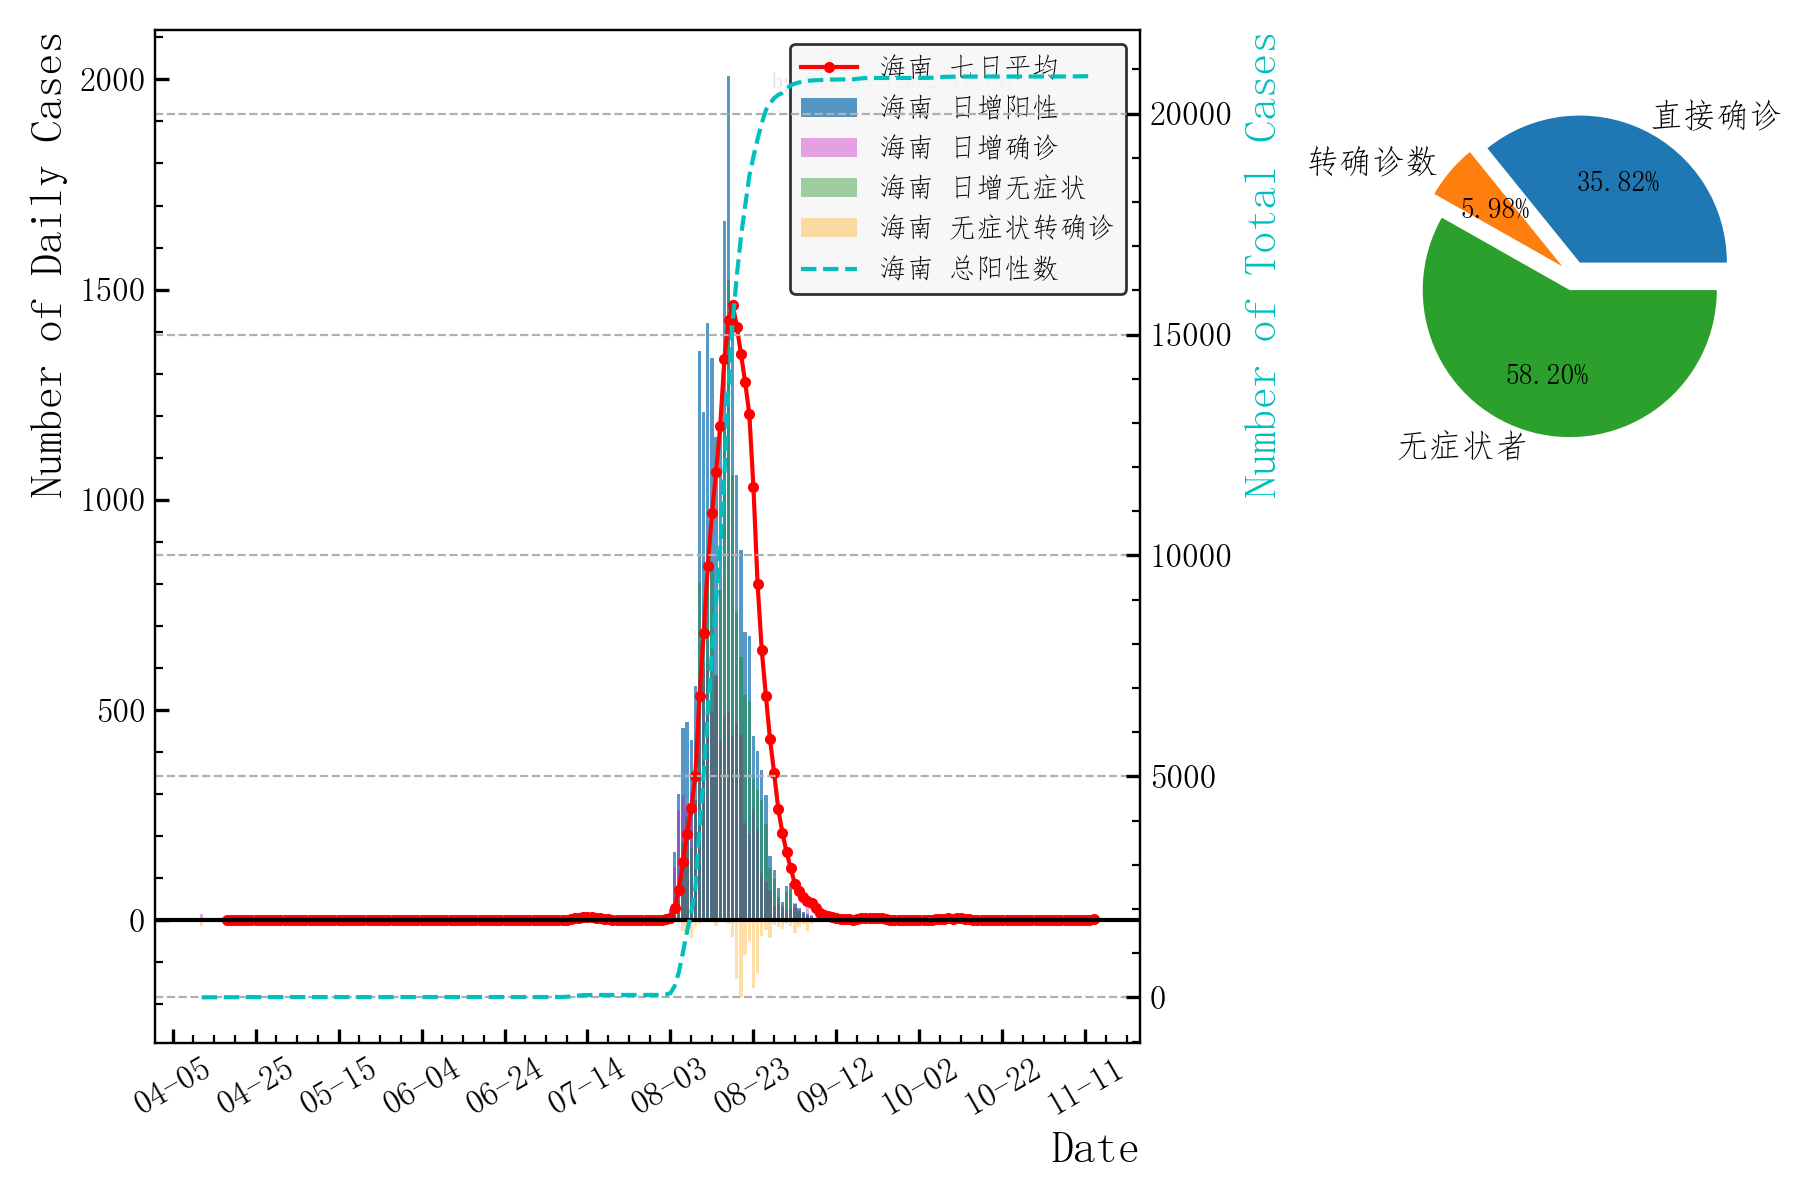 Number of Daily Cases
2000
1500
1000
500
0
海南 七日平均
海南 日增阳性
海南 日增确诊
海南 日增无症状
海南 无症状转确诊
海南 总阳性数
20000
15000
10000
5000
0
Number of Total Cases
04-05
04-25
05-15
06-04
06-24
07-14
08-03
08-23
09-12
10-02
10-22
11-11
Date
直接确诊
35.82%
转确诊数
5.98%
58.20%
无症状者